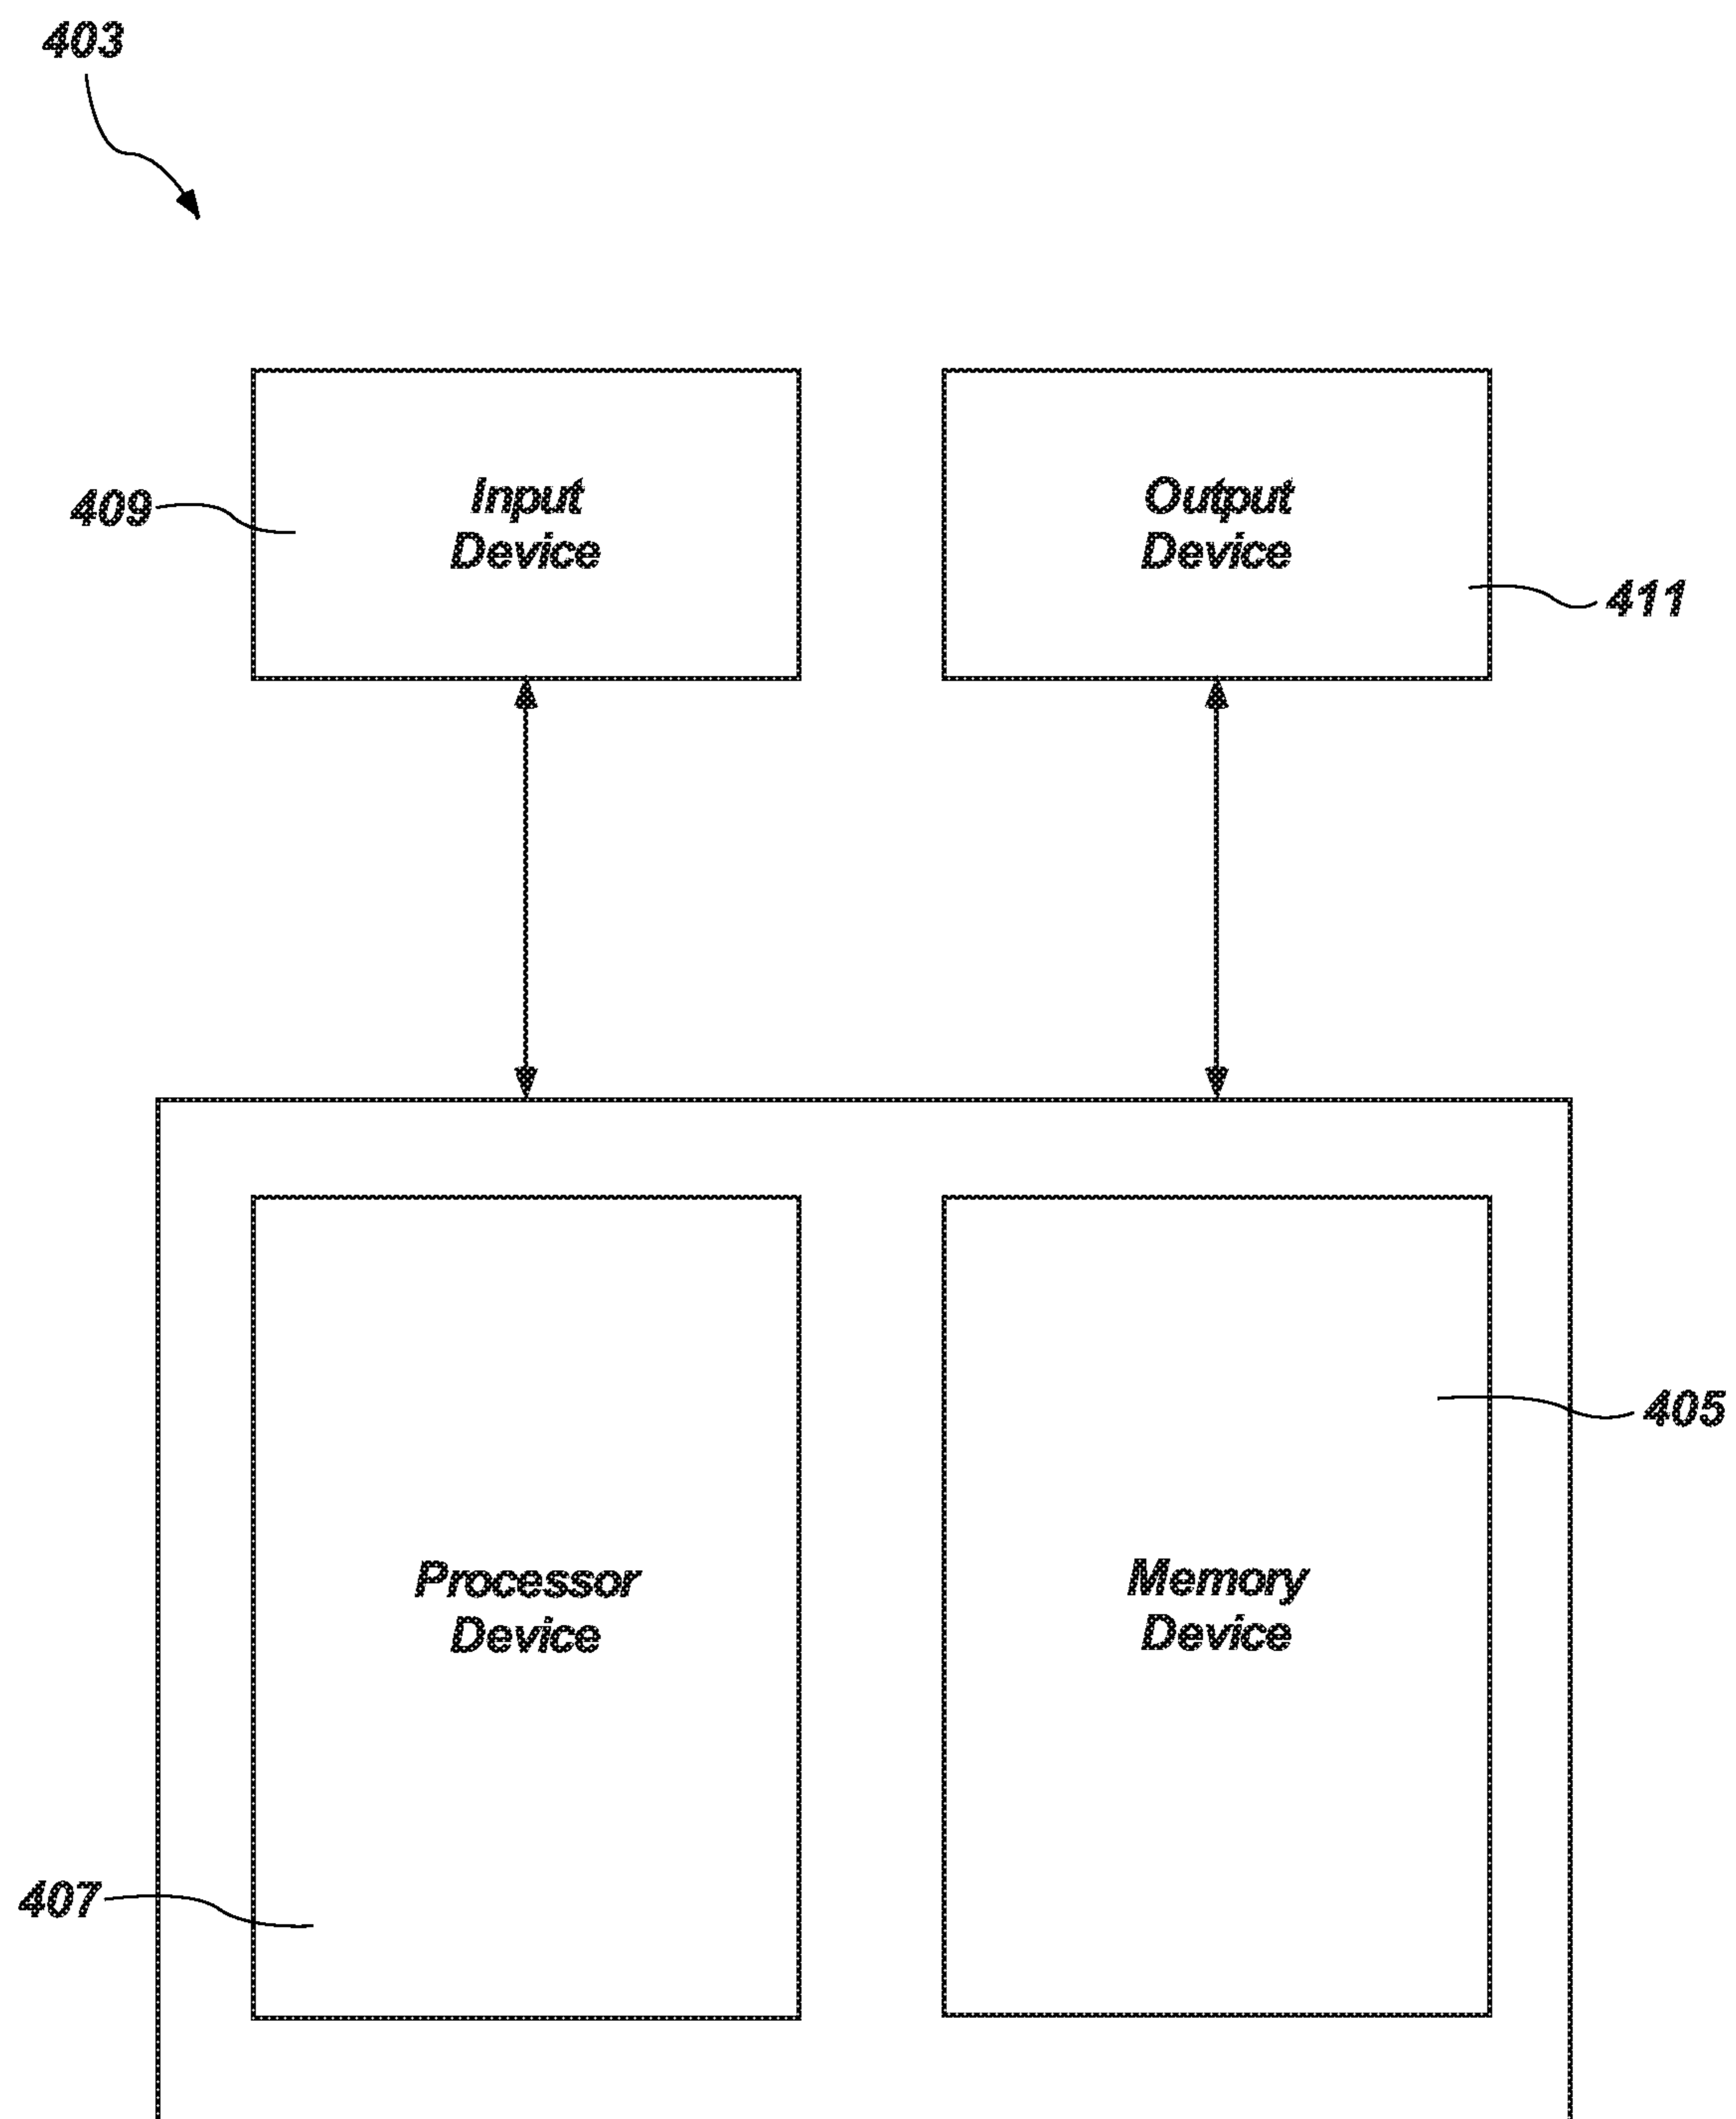 403
Input
Device
409
Output
Device
411
405
Processor
Device
Memory
Device
407